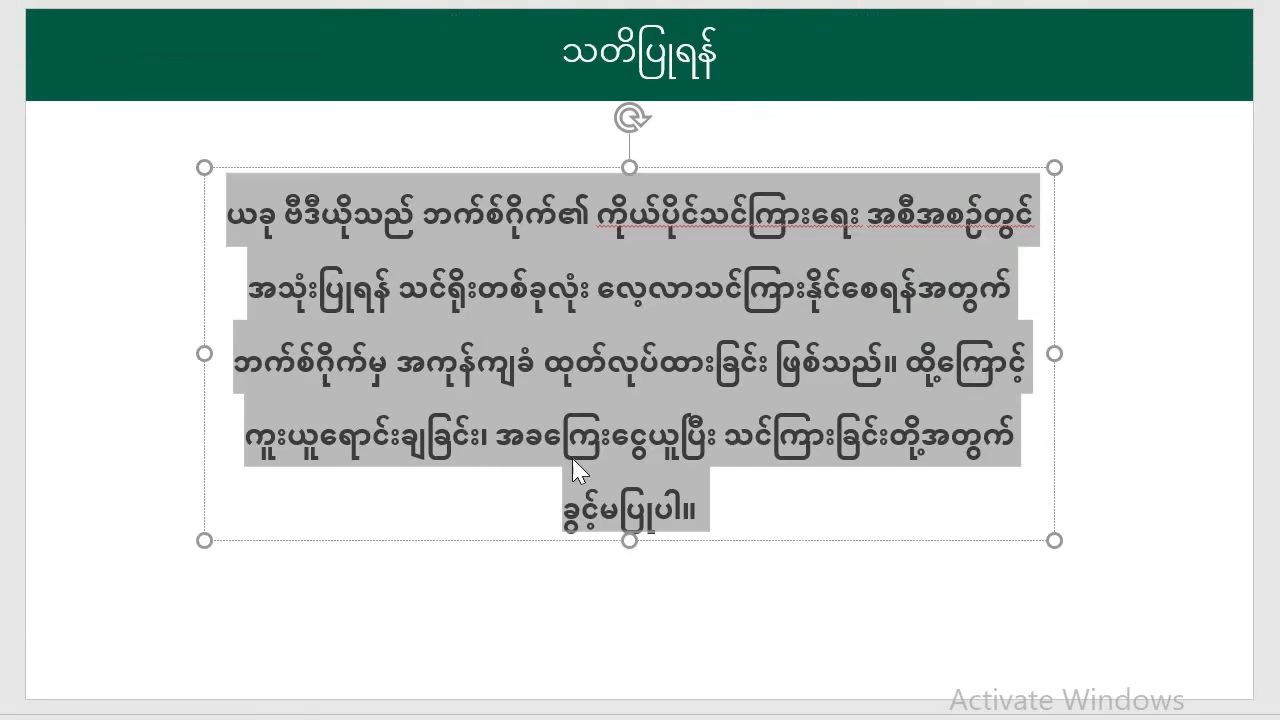 သတိပြုရန်
ယခု ဗီဒီယိုသည် ဘက်စ်ဂိုက်၏ ကိုယ်ပိုင်သင်ကြားရေး အစီအစဉ်တွင်
အသုံးပြုရန် သင်ရိုးတစ်ခုလုံး လေ့လာသင်ကြားနိုင်စေရန်အတွက်
ဘက်စ်ဂိုက်မှ အကုန်ကျခံ ထုတ်လုပ်ထားခြင်း ဖြစ်သည်။ ထို့ကြောင့်
ကူးယူရောင်းချခြင်း၊ အခကြေးငွေယူပြီး သင်ကြားခြင်းတို့အတွက်
ခွင့်မပြုပါ။
Activate Windows